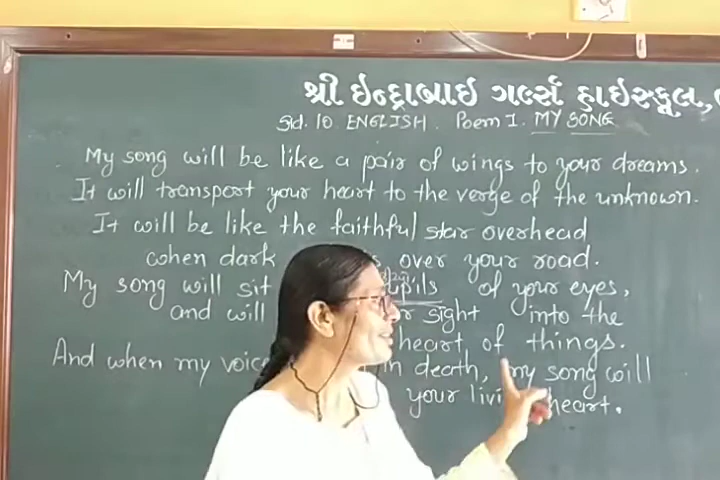 શ્રી ઇન્દ્રાબાઇ ગર્લ્સ હાઇસ્કૂલ,
Std. 10 ENGLISH. Poem 1. MY SONG
My song will be like a pair of wings to your dreams.
It will transport your heart to the verge of the unknown.
It will be like the faithful star overhead
when dark over your road.
My song will sit pupils of your eyes,
and will sight into the
heart of things.
And when my voice in death, my song will
your heart.